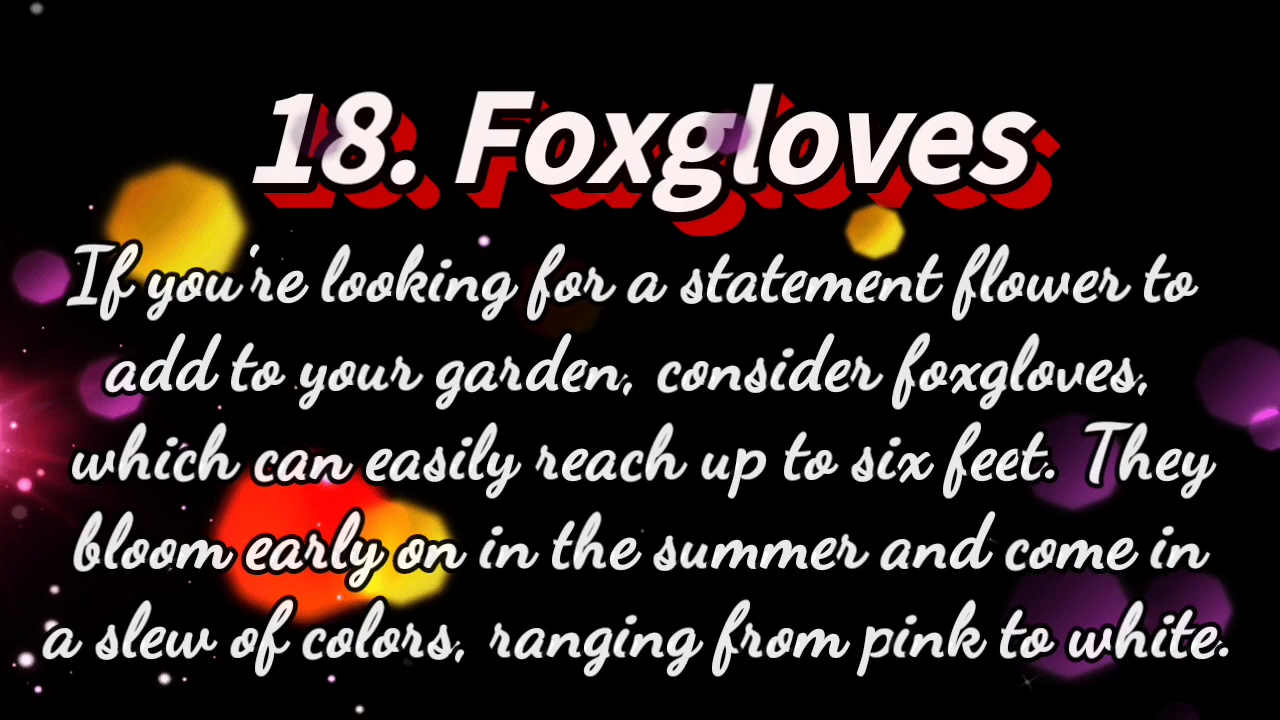 18. Foxgloves
If you're looking for a statement flower to
add to your garden, consider foxgloves,
which can easily reach up to six feet. They
bloom early on in the summer and come in
a slew of colors, ranging from pink to white.